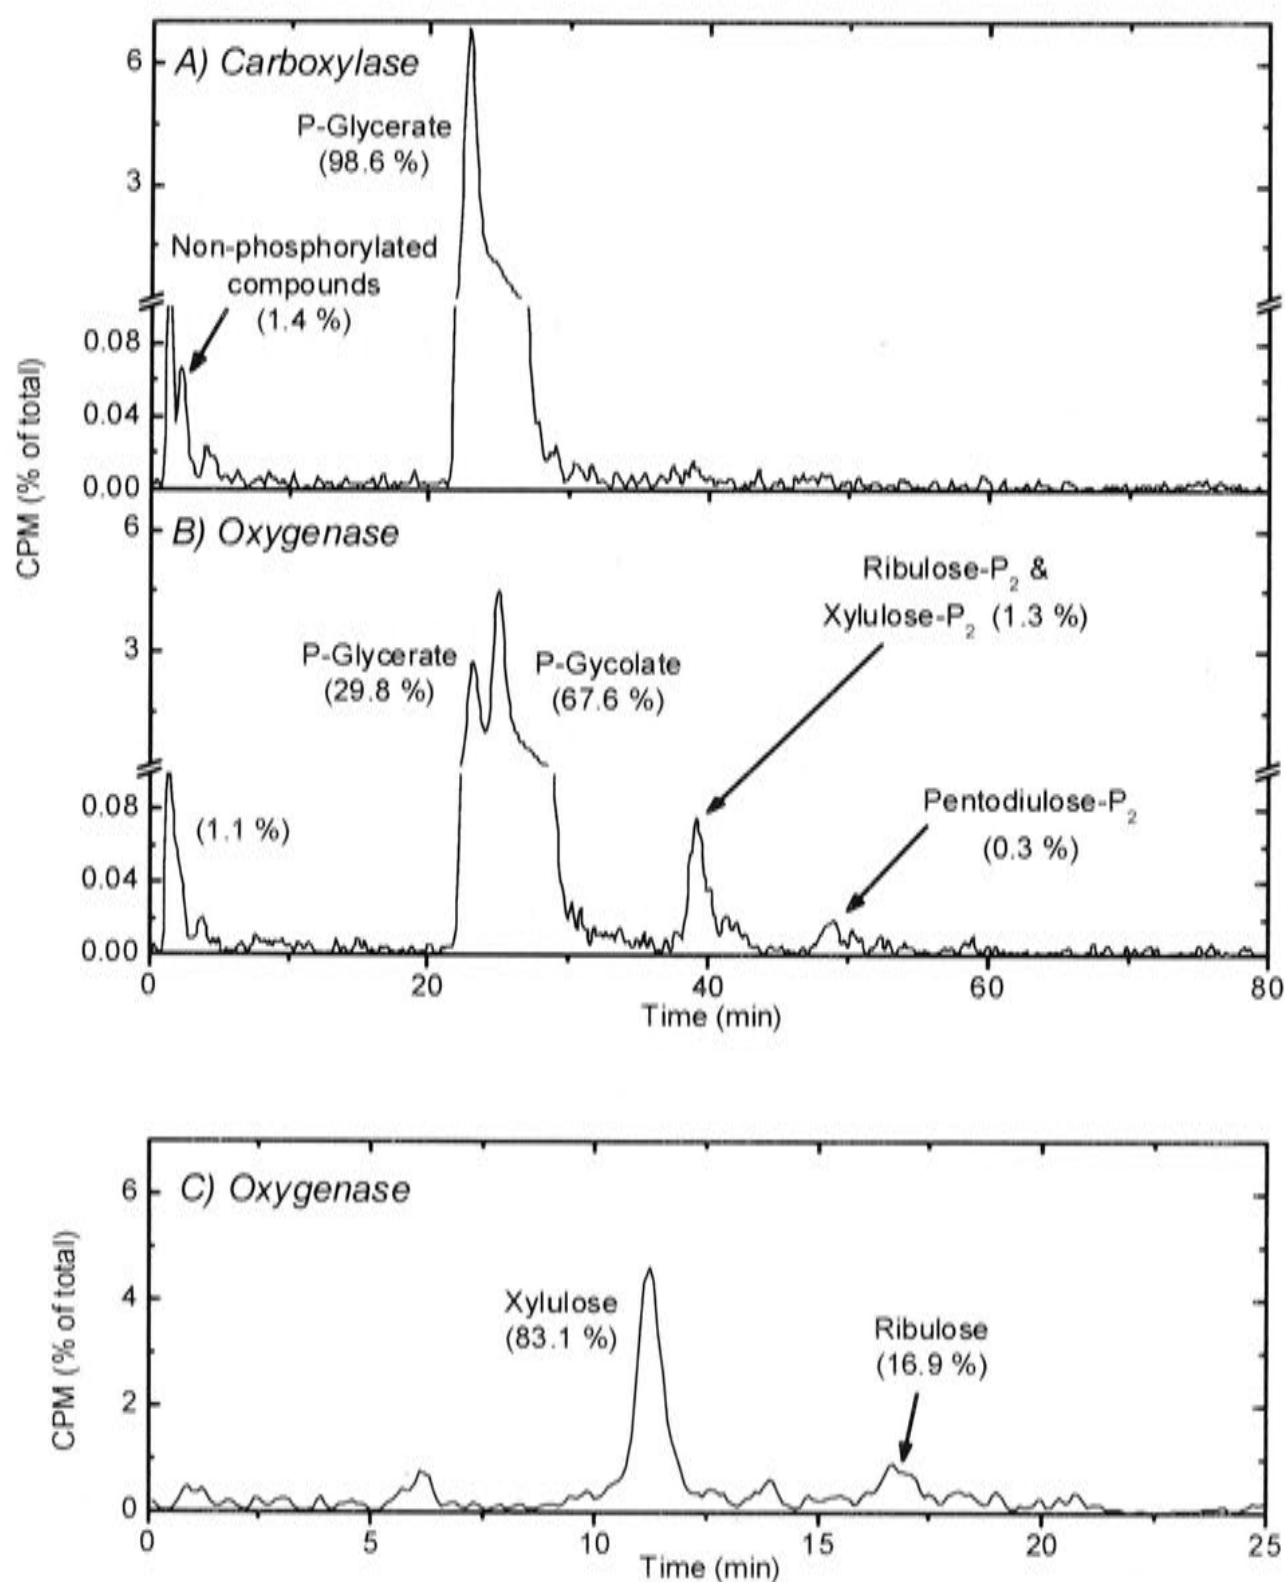 A) Carboxylase
6
P-Glycerate
(98.6 %)
3
Non-phosphorylated
compounds
(1.4 %)
0.08
0.04
0.00
CPM (% of total)
B) Oxygenase
6
Ribulose-P2 &
Xylulose-P2 (1.3 %)
3
P-Glycerate
(29.8 %)
P-Gycolate
(67.6 %)
0.08
(1.1 %)
Pentodiulose-P2
(0.3 %)
0.04
0.00
0 20 40 60 80
Time (min)
C) Oxygenase
6
CPM (% of total)
Xylulose
(83.1 %)
4
Ribulose
(16.9 %)
2
0
0 5 10 15 20 25
Time (min)